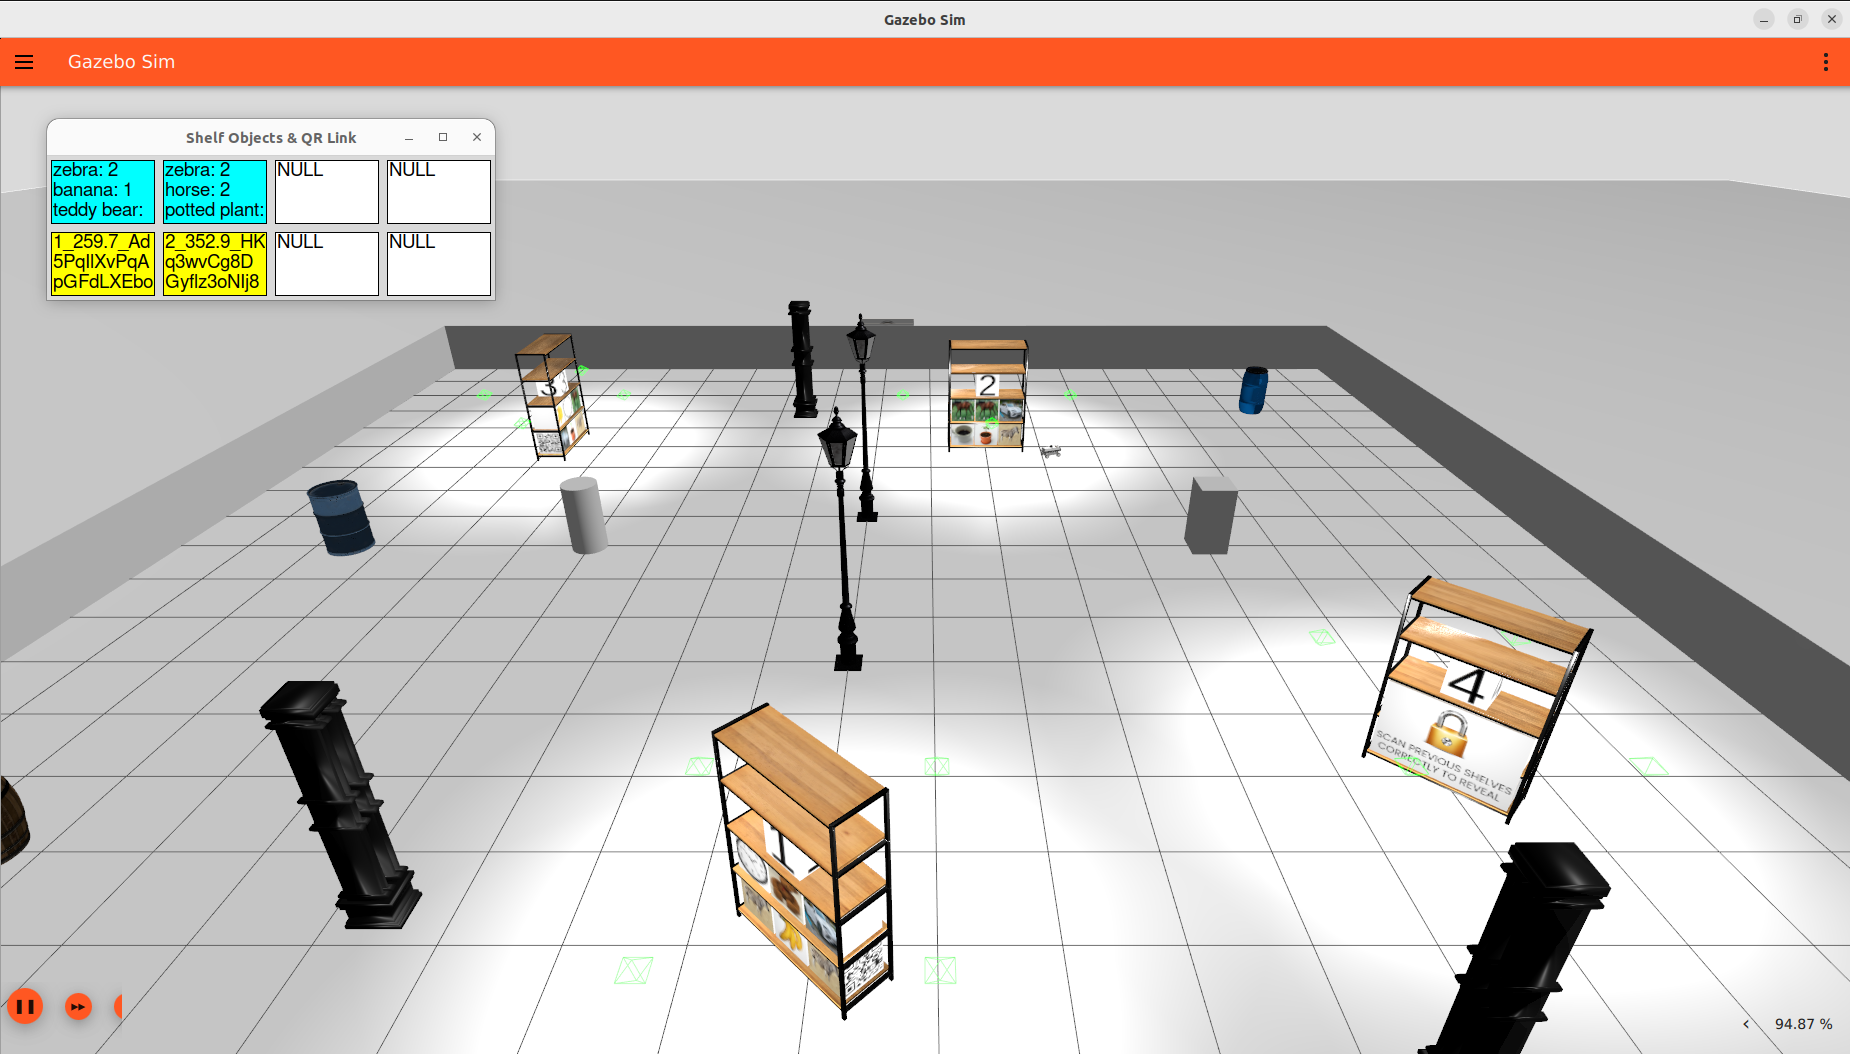 Gazebo Sim
Gazebo Sim
Shelf Objects & QR Link
zebra: 2
banana: 1
teddy bear:
zebra: 2
horse: 2
potted plant:
NULL
NULL
1_259.7_Ad
5PqIlXvPqA
pGFdLXEbo
2_352.9_HK
q3wvCg8D
Gyflz3oNIj8
NULL
NULL
3
2
4
SCAN PREVIOUS SHELVES
CORRECTLY TO REVEAL
1
94.87 %